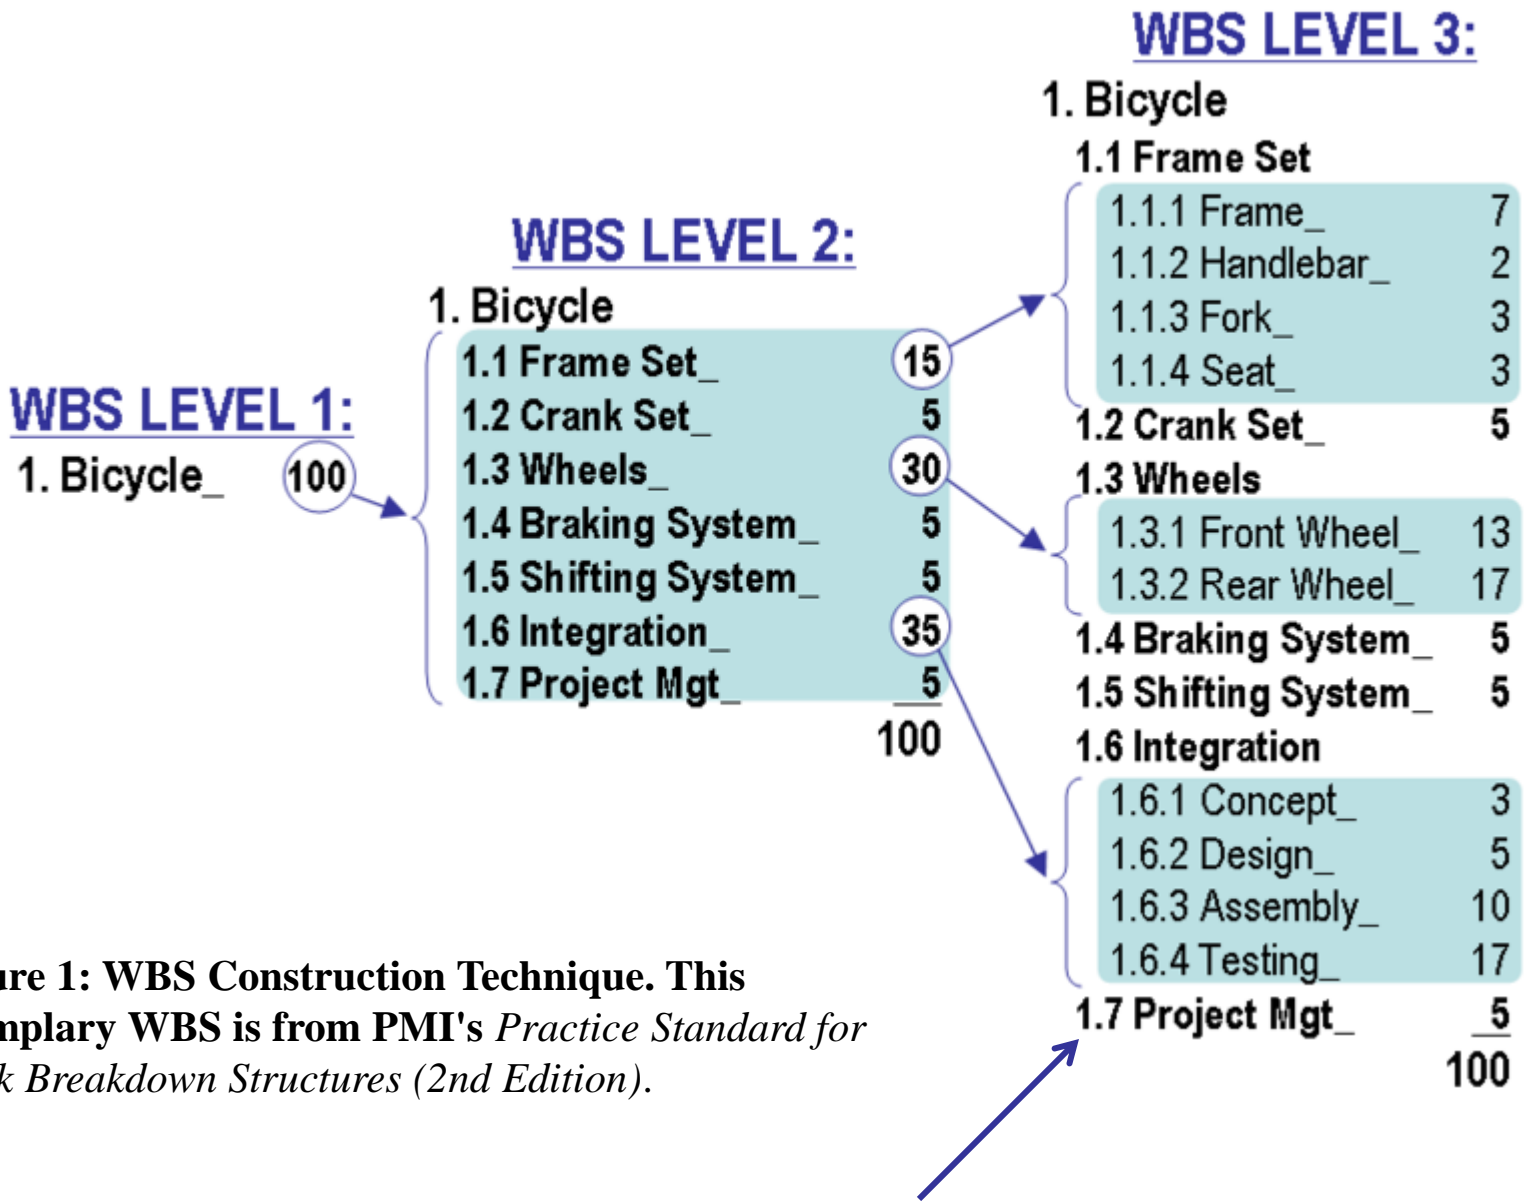 WBS LEVEL 1:
1. Bicycle_ 100
WBS LEVEL 2:
1. Bicycle
1.1 Frame Set_ 15
1.2 Crank Set_ 5
1.3 Wheels_ 30
1.4 Braking System_ 5
1.5 Shifting System_ 5
1.6 Integration_ 35
1.7 Project Mgt_ 5
100
WBS LEVEL 3:
1. Bicycle
1.1 Frame Set
1.1.1 Frame_ 7
1.1.2 Handlebar_ 2
1.1.3 Fork_ 3
1.1.4 Seat_ 3
1.2 Crank Set_ 5
1.3 Wheels
1.3.1 Front Wheel_ 13
1.3.2 Rear Wheel_ 17
1.4 Braking System_ 5
1.5 Shifting System_ 5
1.6 Integration
1.6.1 Concept_ 3
1.6.2 Design_ 5
1.6.3 Assembly_ 10
1.6.4 Testing_ 17
1.7 Project Mgt_ 5
100
ure 1: WBS Construction Technique. This
mplary WBS is from PMI's Practice Standard for
k Breakdown Structures (2nd Edition).